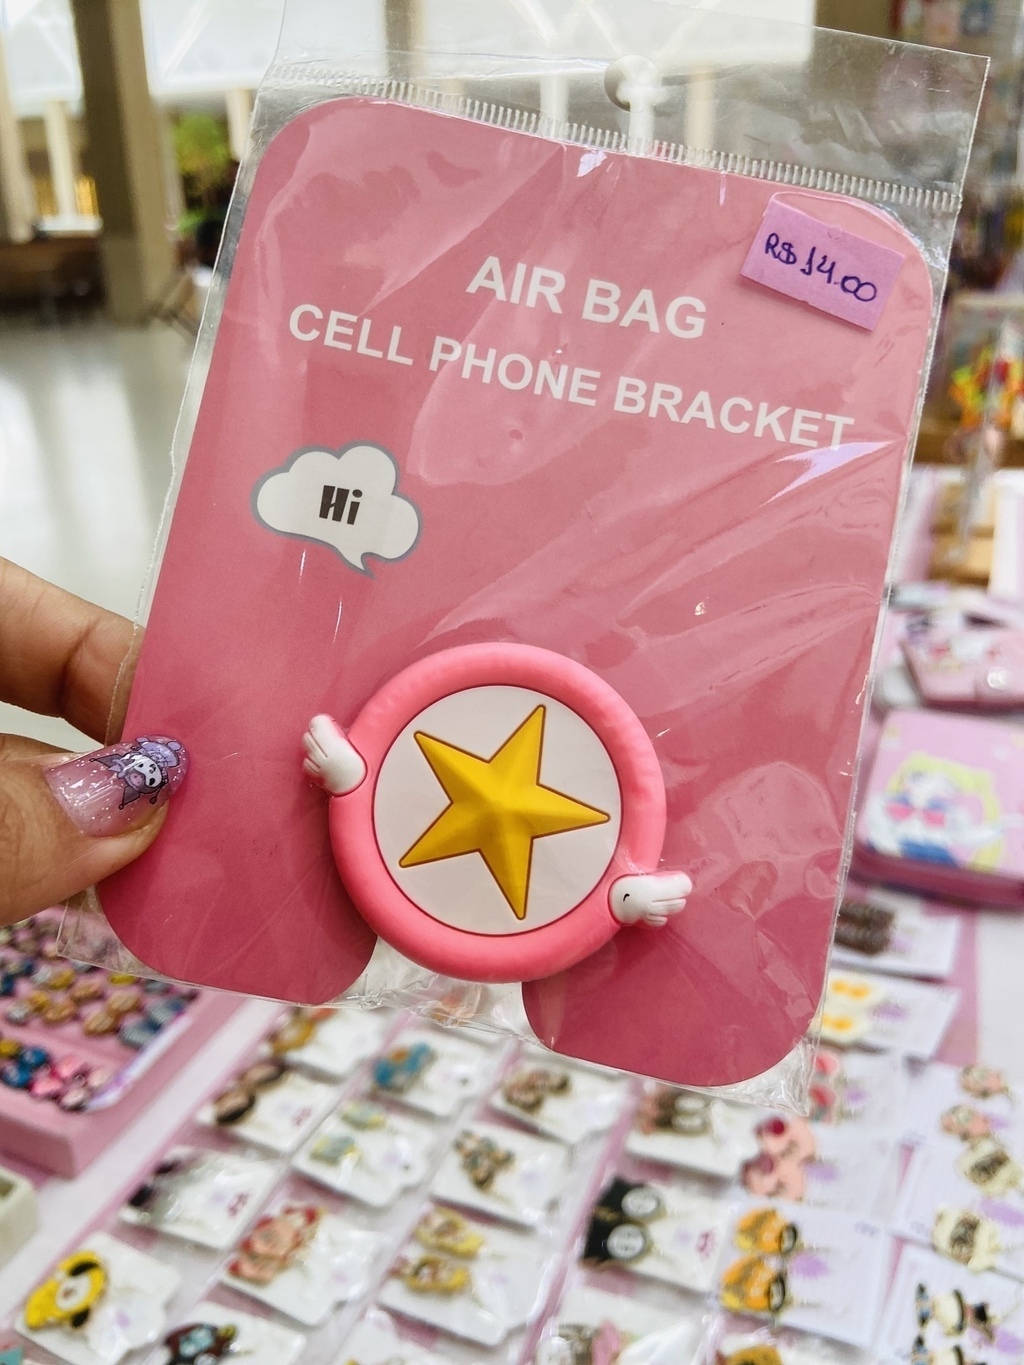 R$14.00
AIR BAG
CELL PHONE BRACKET
Hi